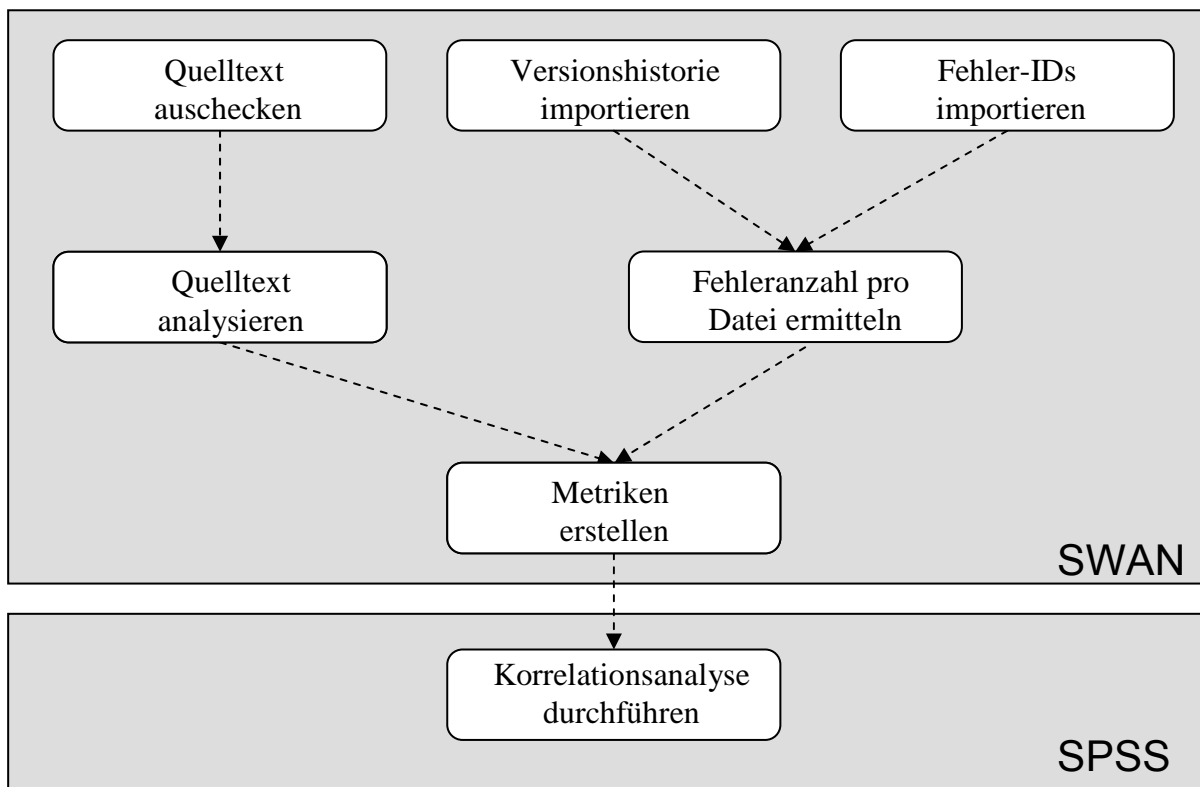 Quelltext
auschecken
Versionshistorie
importieren
Fehler-IDs
importieren
Quelltext
analysieren
Fehleranzahl pro
Datei ermitteln
Metriken
erstellen
SWAN
Korrelationsanalyse
durchführen
SPSS